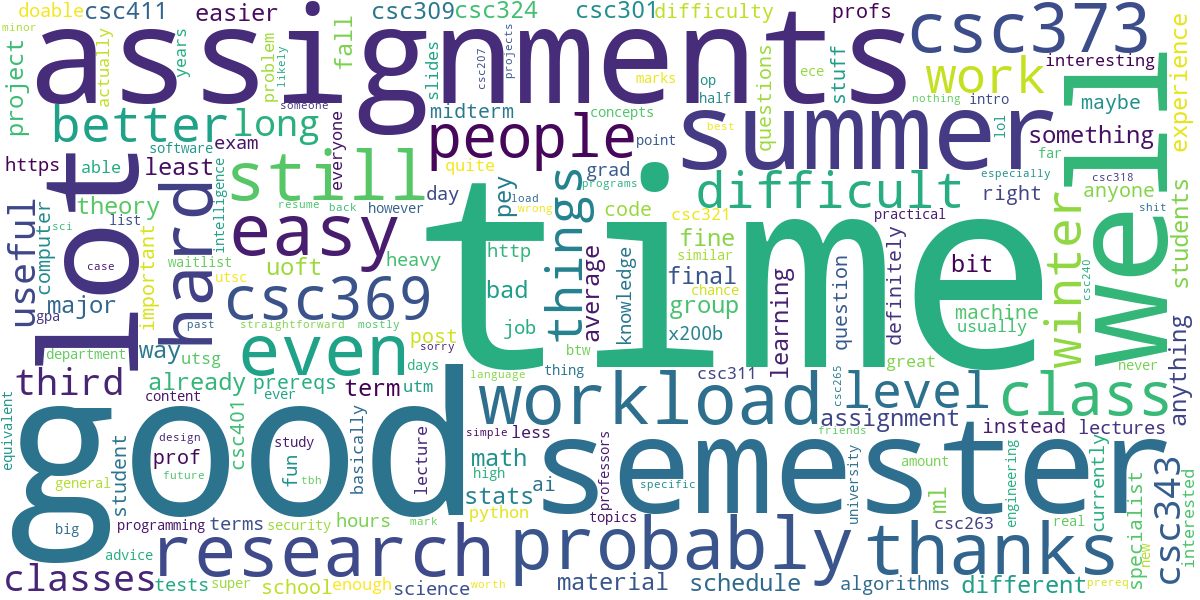 doable
csc411
easier
csc309
csc324
csc301
difficulty
profs
minor
assignments
csc373
experience
project
actually
years
problem
likely
fall
slides
csc207
projects
marks
op
half
ece
stuff
questions
work
interesting
nothing
intro
maybe
better
long
someone
midterm
concepts
best
summer
lol
well
software
exam
everyone
people
point
something
far
https
able
least
still
quite
grad
programs
difficult
right
anyone
especially
csc318
students
shit
lot
hard
theory
intelligence
resume
back
day
however
pey
load
wrong
things
code
csc321
practical
useful
computer
sci
list
important
waitlist
easy
time
fine
similar
definitely
winter
csc240
case
utsc
uoft
heavy
http
bad
average
knowledge
final
chance
group
learning
question
bit
major
gpa
past
csc369
job
x200b
machine
usually
anything
straightforward
mostly
even
post
sorry
btw
great
never
department
way
utsg
days
language
thing
csc311
third
already
prereqs
term
utm
workload
csc265
level
class
content
ever
assignment
instead
lectures
equivalent
good
design
prof
future
csc401
study
fun
tbh
basically
lecture
simple
less
friends
semester
student
general
math
high
stats
ai
professors
specific
university
amount
ml
engineering
currently
specialist
csc343
interested
big
programming
terms
security
hours
mark
python
topics
csc263
real
new
advice
research
probably
thanks
classes
tests
super
school
enough
science
worth
material
schedule
algorithms
different
prereq